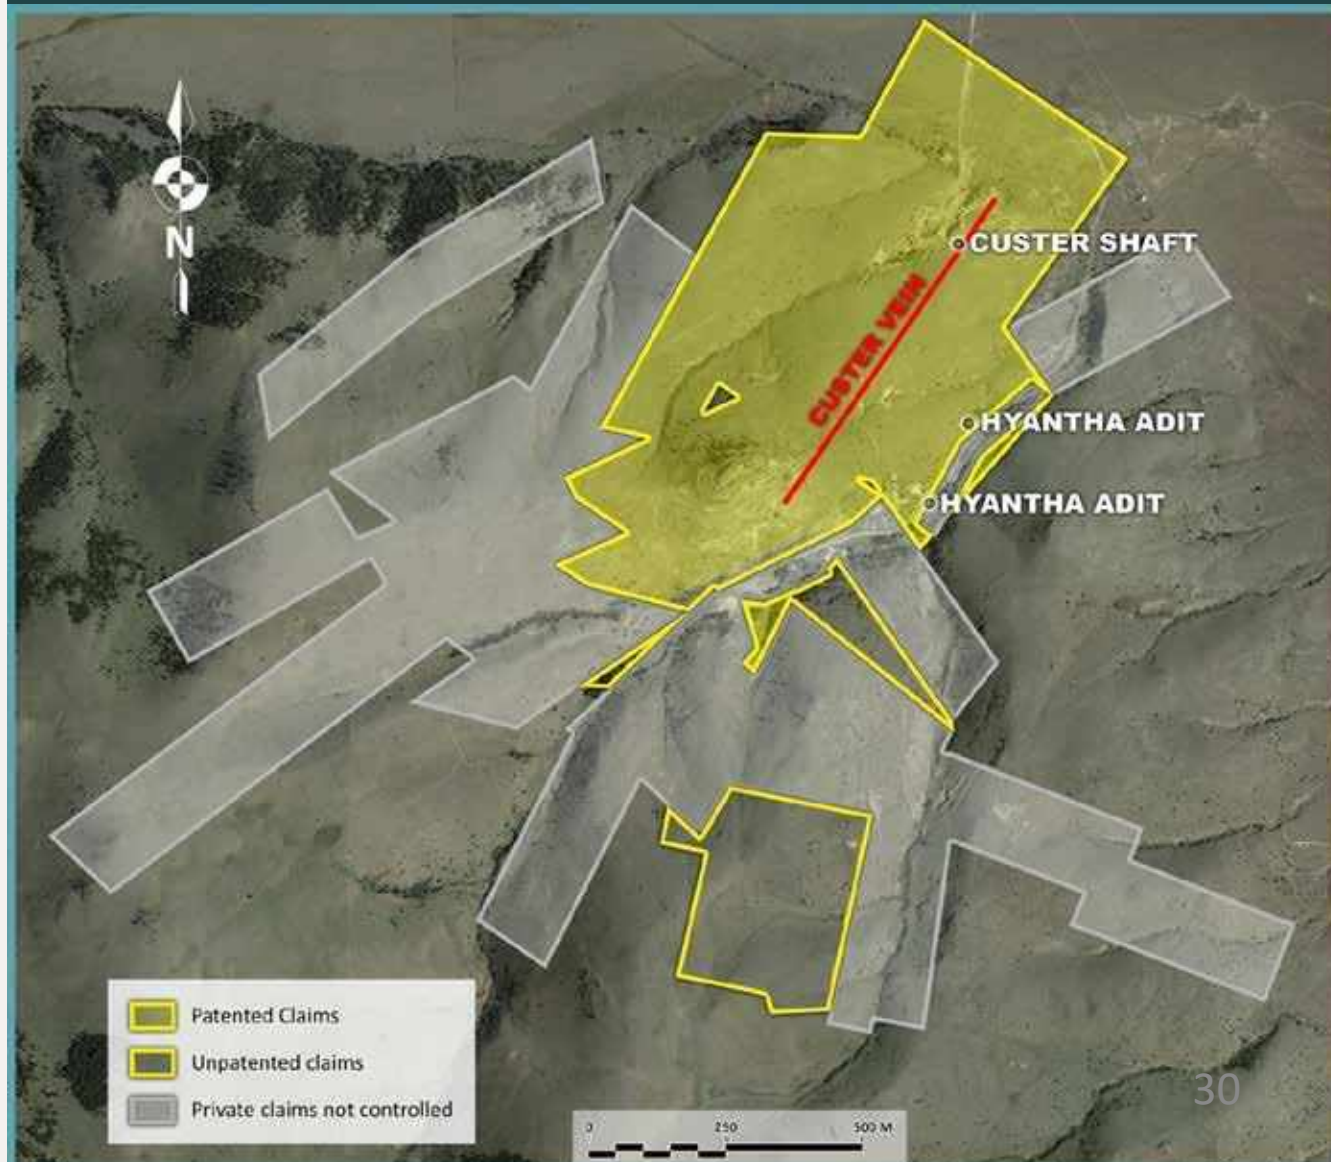 N
CUSTER SHAFT
CUSTER VEIN
HYANTHA ADIT
HYANTHA ADIT
Patented Claims
Unpatented claims
Private claims not controlled
30
0 250 500 M